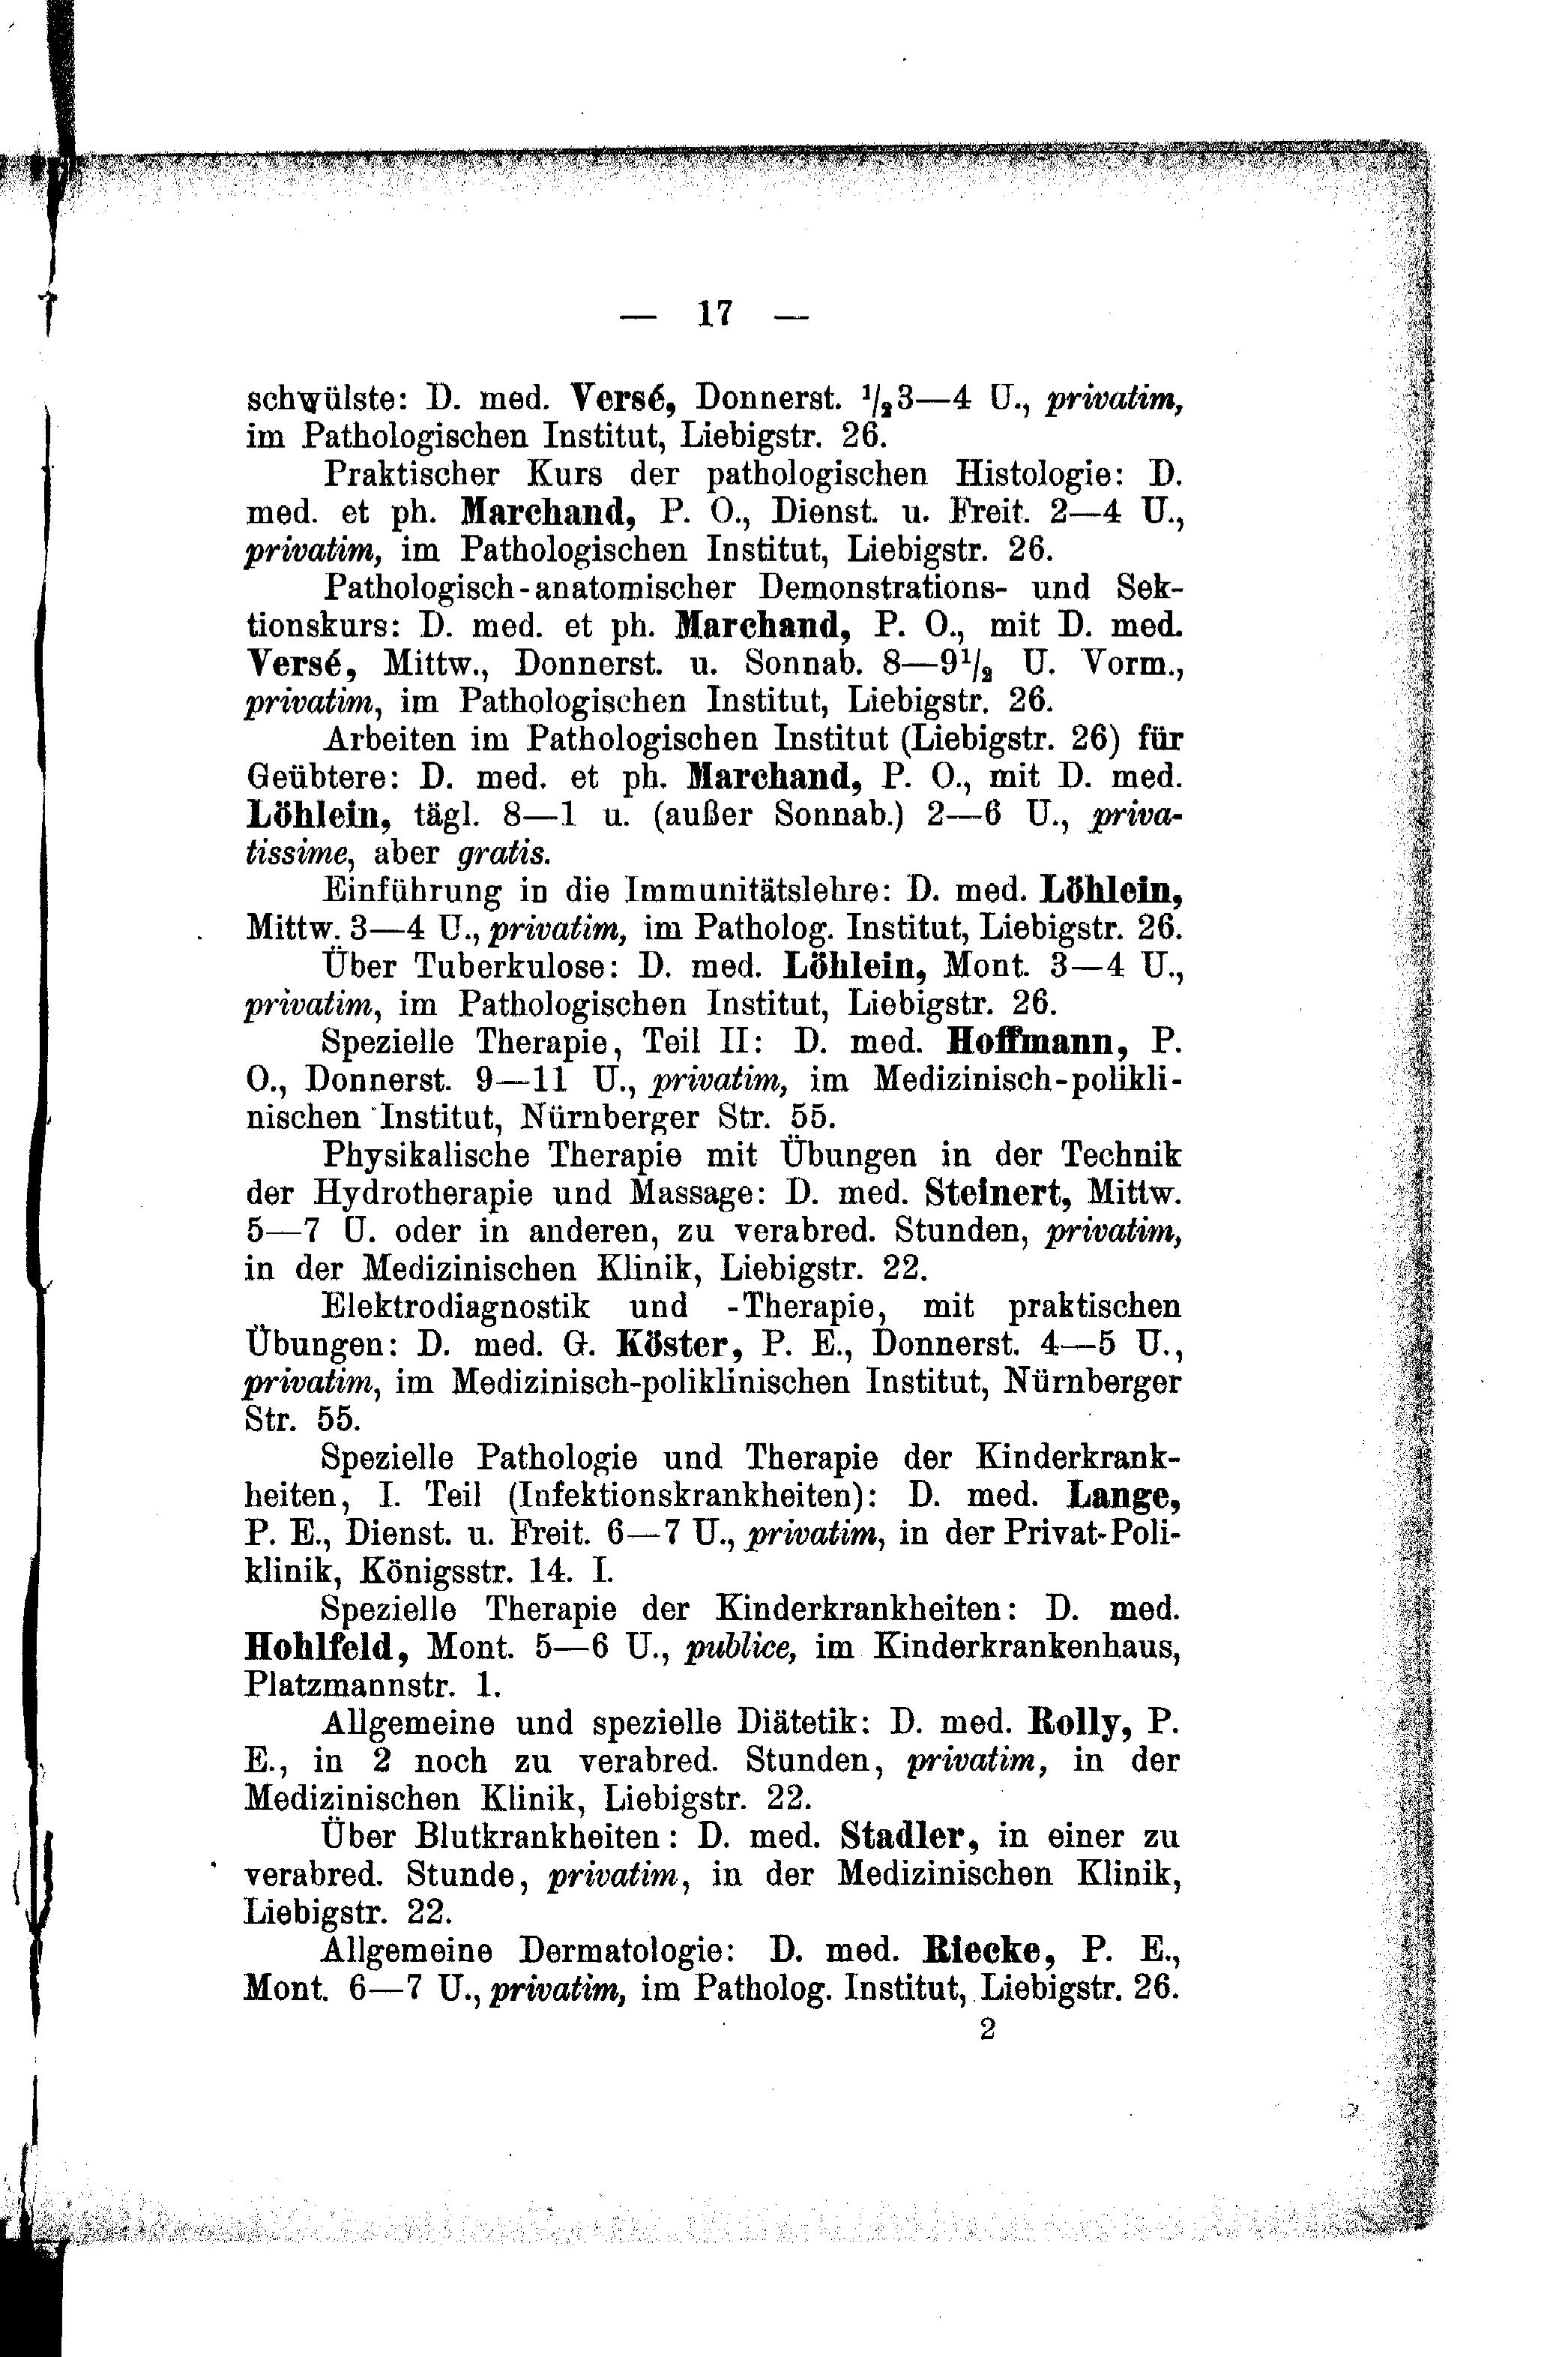 — 17 —
schwülste: D. med. Versé, Donnerst. 1/23—4 U., privatim,
im Pathologischen Institut, Liebigstr. 26.
Praktischer Kurs der pathologischen Histologie: D.
med. et ph. Marchand, P. O., Dienst. u. Freit. 2—4 U.,
privatim, im Pathologischen Institut, Liebigstr. 26.
Pathologisch-anatomischer Demonstrations- und Sek-
tionskurs: D. med. et ph. Marchand, P. O., mit D. med.
Versé, Mittw., Donnerst. u. Sonnab. 8—91/2 U. Vorm.,
privatim, im Pathologischen Institut, Liebigstr. 26.
Arbeiten im Pathologischen Institut (Liebigstr. 26) für
Geübtere: D. med. et ph. Marchand, P. O., mit D. med.
Löhlein, tägl. 8—1 u. (außer Sonnab.) 2—6 U., priva-
tissime, aber gratis.
Einführung in die Immunitätslehre: D. med. Löhlein,
Mittw. 3—4 U., privatim, im Patholog. Institut, Liebigstr. 26.
Über Tuberkulose: D. med. Löhlein, Mont. 3—4 U.,
privatim, im Pathologischen Institut, Liebigstr. 26.
Spezielle Therapie, Teil II: D. med. Hoffmann, P.
O., Donnerst. 9—11 U., privatim, im Medizinisch-polikli-
nischen Institut, Nürnberger Str. 55.
Physikalische Therapie mit Übungen in der Technik
der Hydrotherapie und Massage: D. med. Steinert, Mittw.
5—7 U. oder in anderen, zu verabred. Stunden, privatim,
in der Medizinischen Klinik, Liebigstr. 22.
Elektrodiagnostik und -Therapie, mit praktischen
Übungen: D. med. G. Köster, P. E., Donnerst. 4—5 U.,
privatim, im Medizinisch-poliklinischen Institut, Nürnberger
Str. 55.
Spezielle Pathologie und Therapie der Kinderkrank-
heiten, I. Teil (Infektionskrankheiten): D. med. Lange,
P. E., Dienst. u. Freit. 6—7 U., privatim, in der Privat-Poli-
klinik, Königsstr. 14. I.
Spezielle Therapie der Kinderkrankheiten: D. med.
Hohlfeld, Mont. 5—6 U., publice, im Kinderkrankenhaus,
Platzmannstr. 1.
Allgemeine und spezielle Diätetik: D. med. Rolly, P.
E., in 2 noch zu verabred. Stunden, privatim, in der
Medizinischen Klinik, Liebigstr. 22.
Über Blutkrankheiten: D. med. Stadler, in einer zu
verabred. Stunde, privatim, in der Medizinischen Klinik,
Liebigstr. 22.
Allgemeine Dermatologie: D. med. Riecke, P. E.,
Mont. 6—7 U., privatim, im Patholog. Institut, Liebigstr. 26.
2